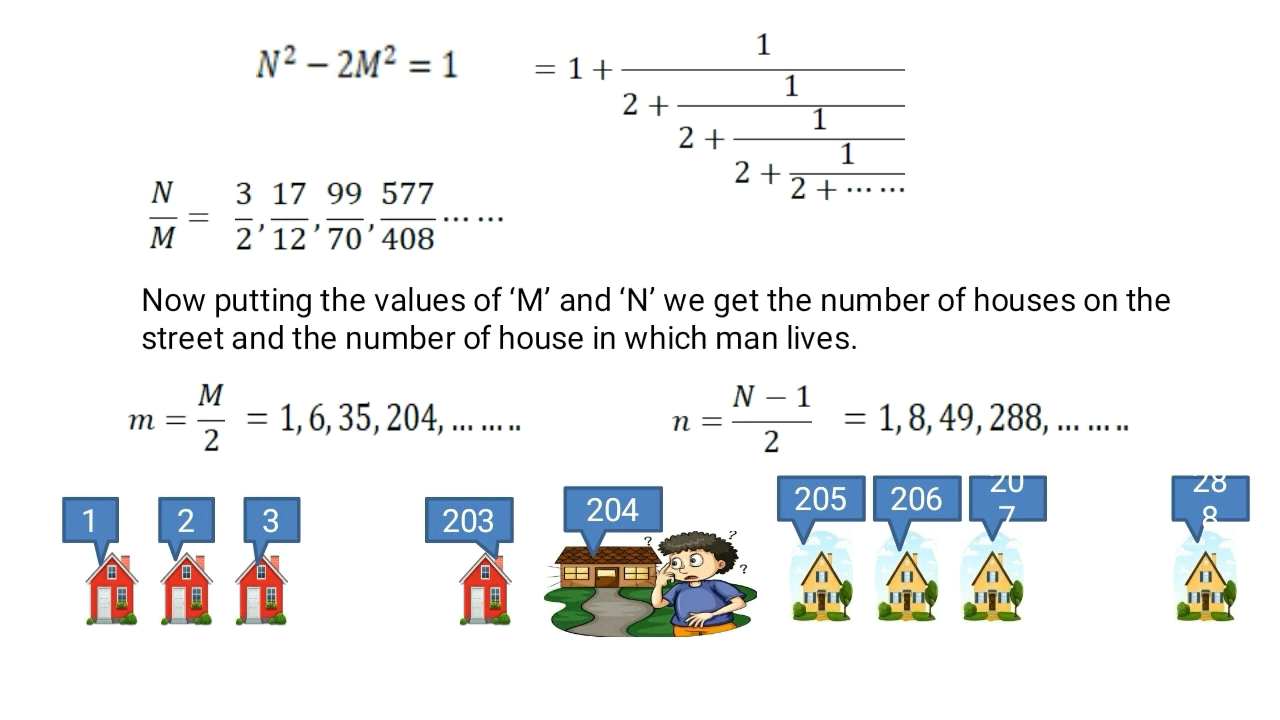 N² − 2M² = 1
= 1 + 1/(2 + 1/(2 + 1/(2 + 1/(2 + ⋯ ⋯))))
N/M = 3/2, 17/12, 99/70, 577/408 ⋯ ⋯
Now putting the values of ‘M’ and ‘N’ we get the number of houses on the
street and the number of house in which man lives.
m = M/2 = 1, 6, 35, 204, … … ..
n = (N − 1)/2 = 1, 8, 49, 288, … … ..
1 2 3 203 204 205 206 207 288
? ? ?